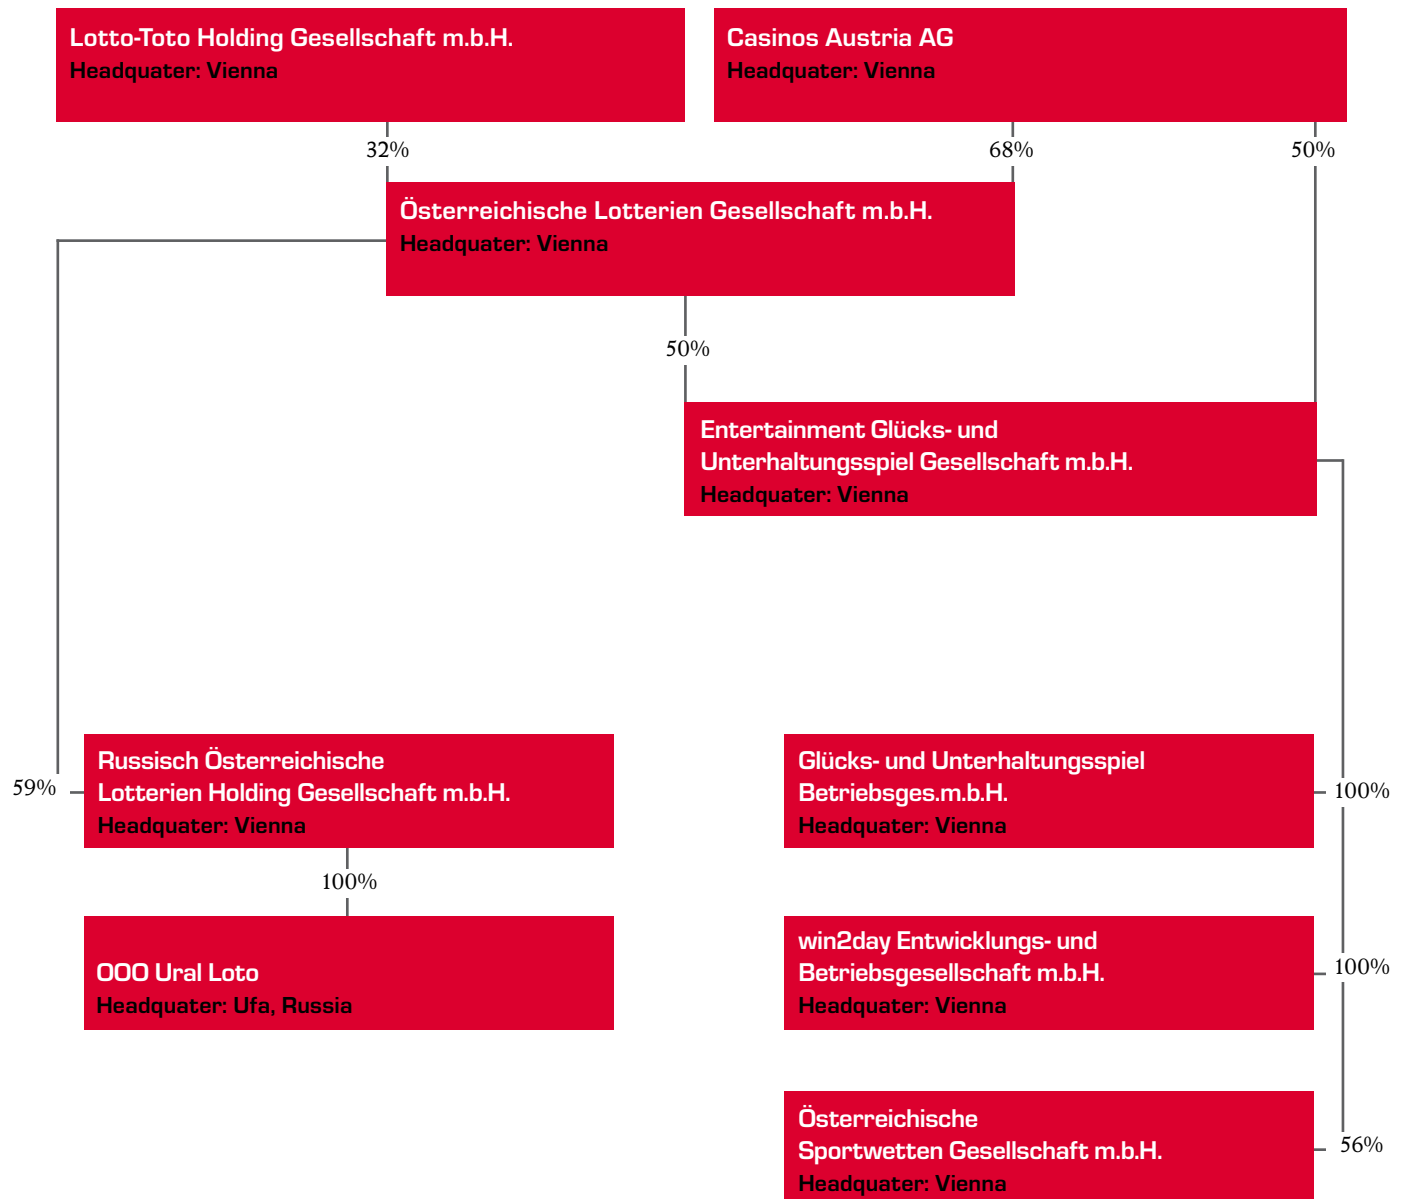 Lotto-Toto Holding Gesellschaft m.b.H.
Headquater: Vienna
Casinos Austria AG
Headquater: Vienna
32%
68%
50%
Österreichische Lotterien Gesellschaft m.b.H.
Headquater: Vienna
50%
Entertainment Glücks- und
Unterhaltungsspiel Gesellschaft m.b.H.
Headquater: Vienna
59%
Russisch Österreichische
Lotterien Holding Gesellschaft m.b.H.
Headquater: Vienna
Glücks- und Unterhaltungsspiel
Betriebsges.m.b.H.
Headquater: Vienna
100%
100%
OOO Ural Loto
Headquater: Ufa, Russia
win2day Entwicklungs- und
Betriebsgesellschaft m.b.H.
Headquater: Vienna
100%
Österreichische
Sportwetten Gesellschaft m.b.H.
Headquater: Vienna
56%